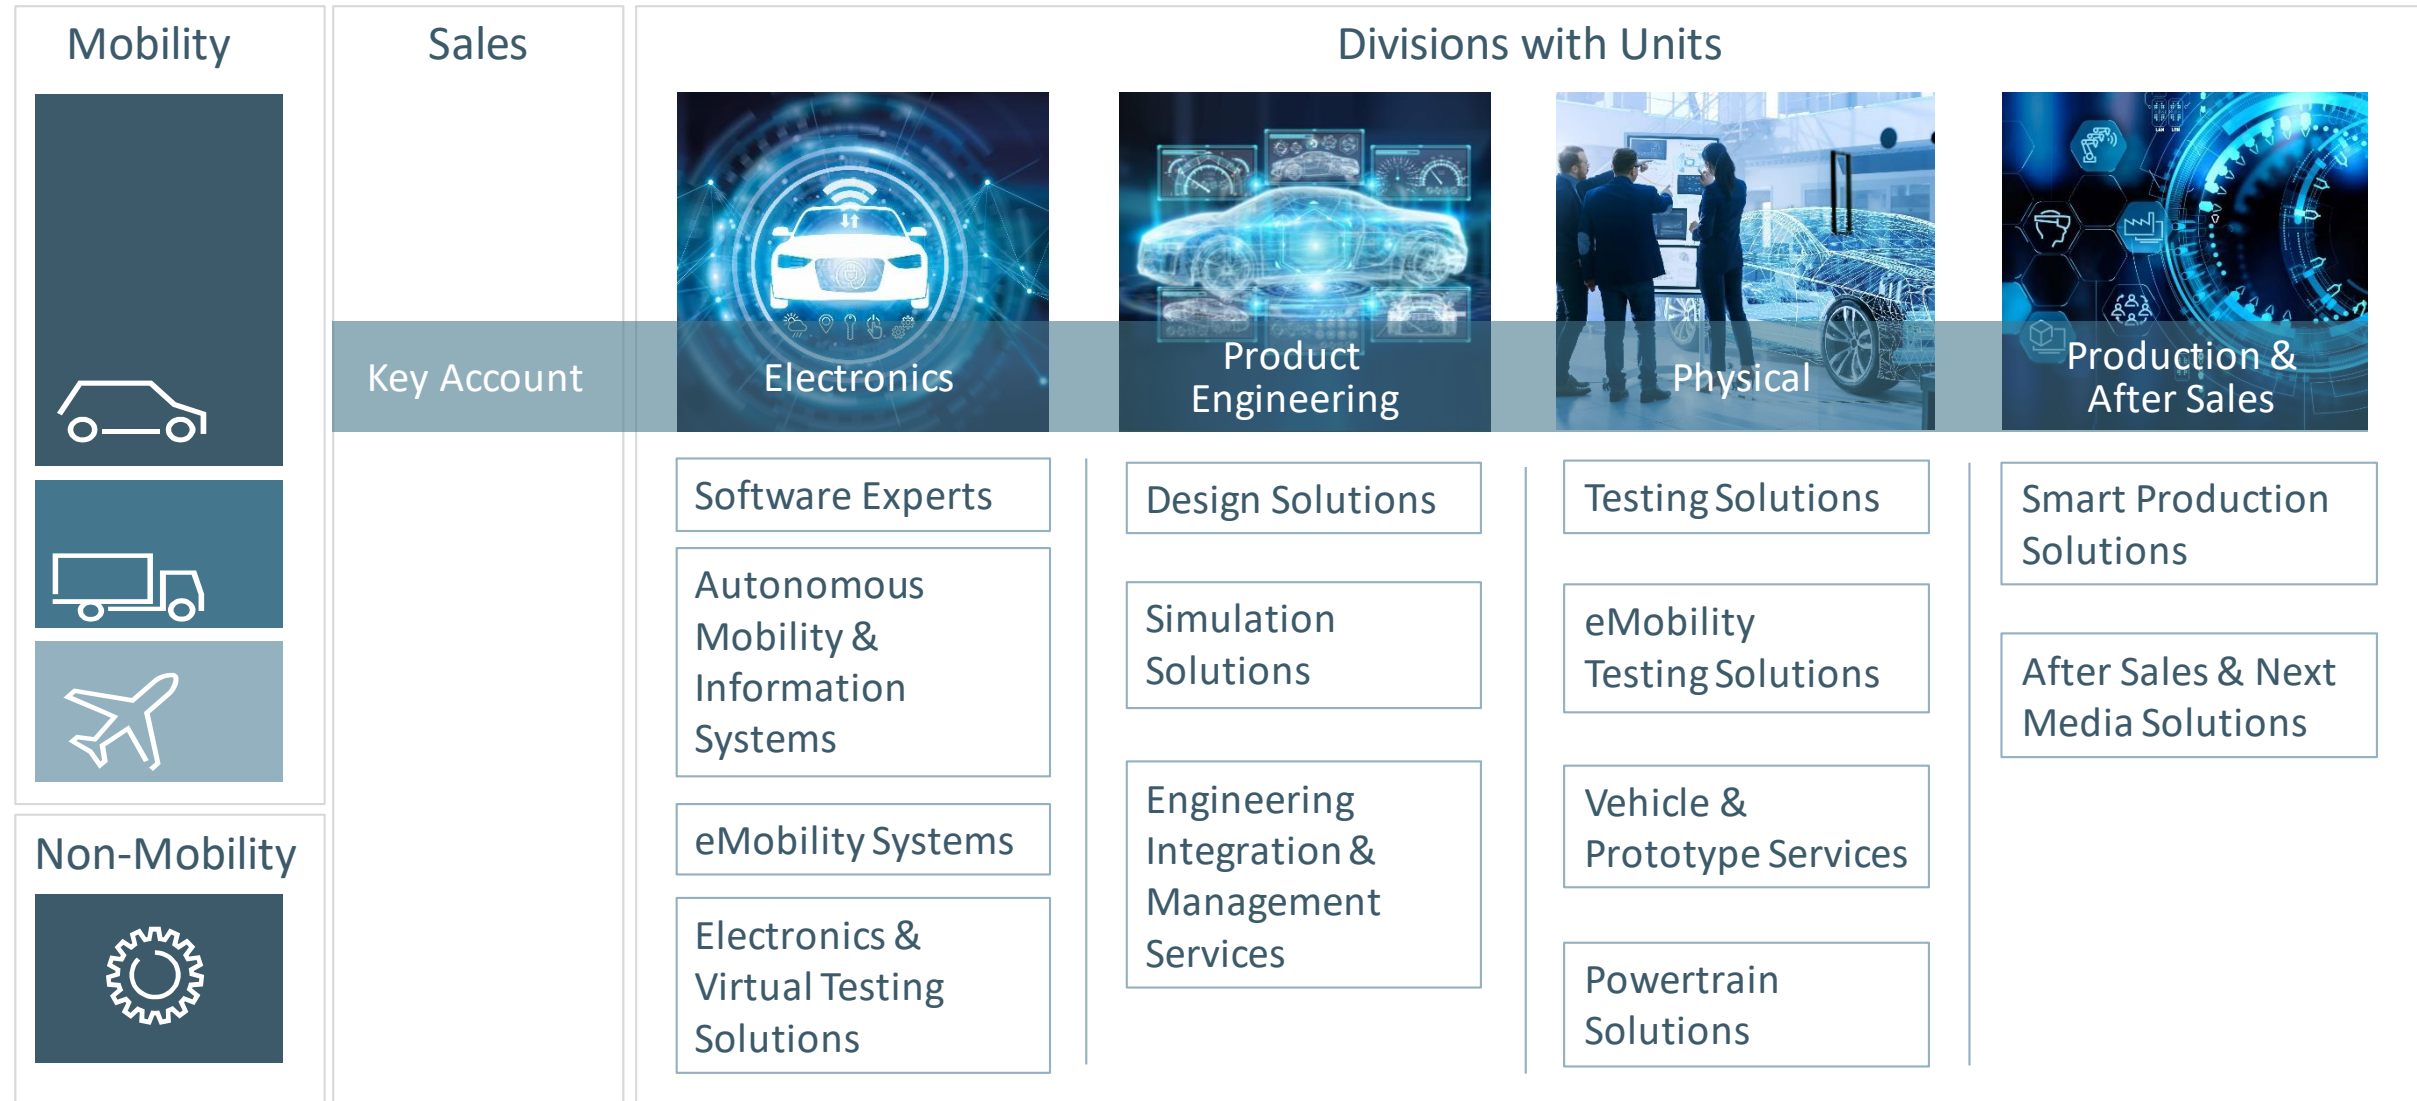 Mobility
Sales
Divisions with Units
Key Account
Electronics
Product
Engineering
Physical
Production &
After Sales
Software Experts
Autonomous
Mobility &
Information
Systems
eMobility Systems
Electronics &
Virtual Testing
Solutions
Design Solutions
Simulation
Solutions
Engineering
Integration &
Management
Services
Testing Solutions
eMobility
Testing Solutions
Vehicle &
Prototype Services
Powertrain
Solutions
Smart Production
Solutions
After Sales & Next
Media Solutions
Non-Mobility